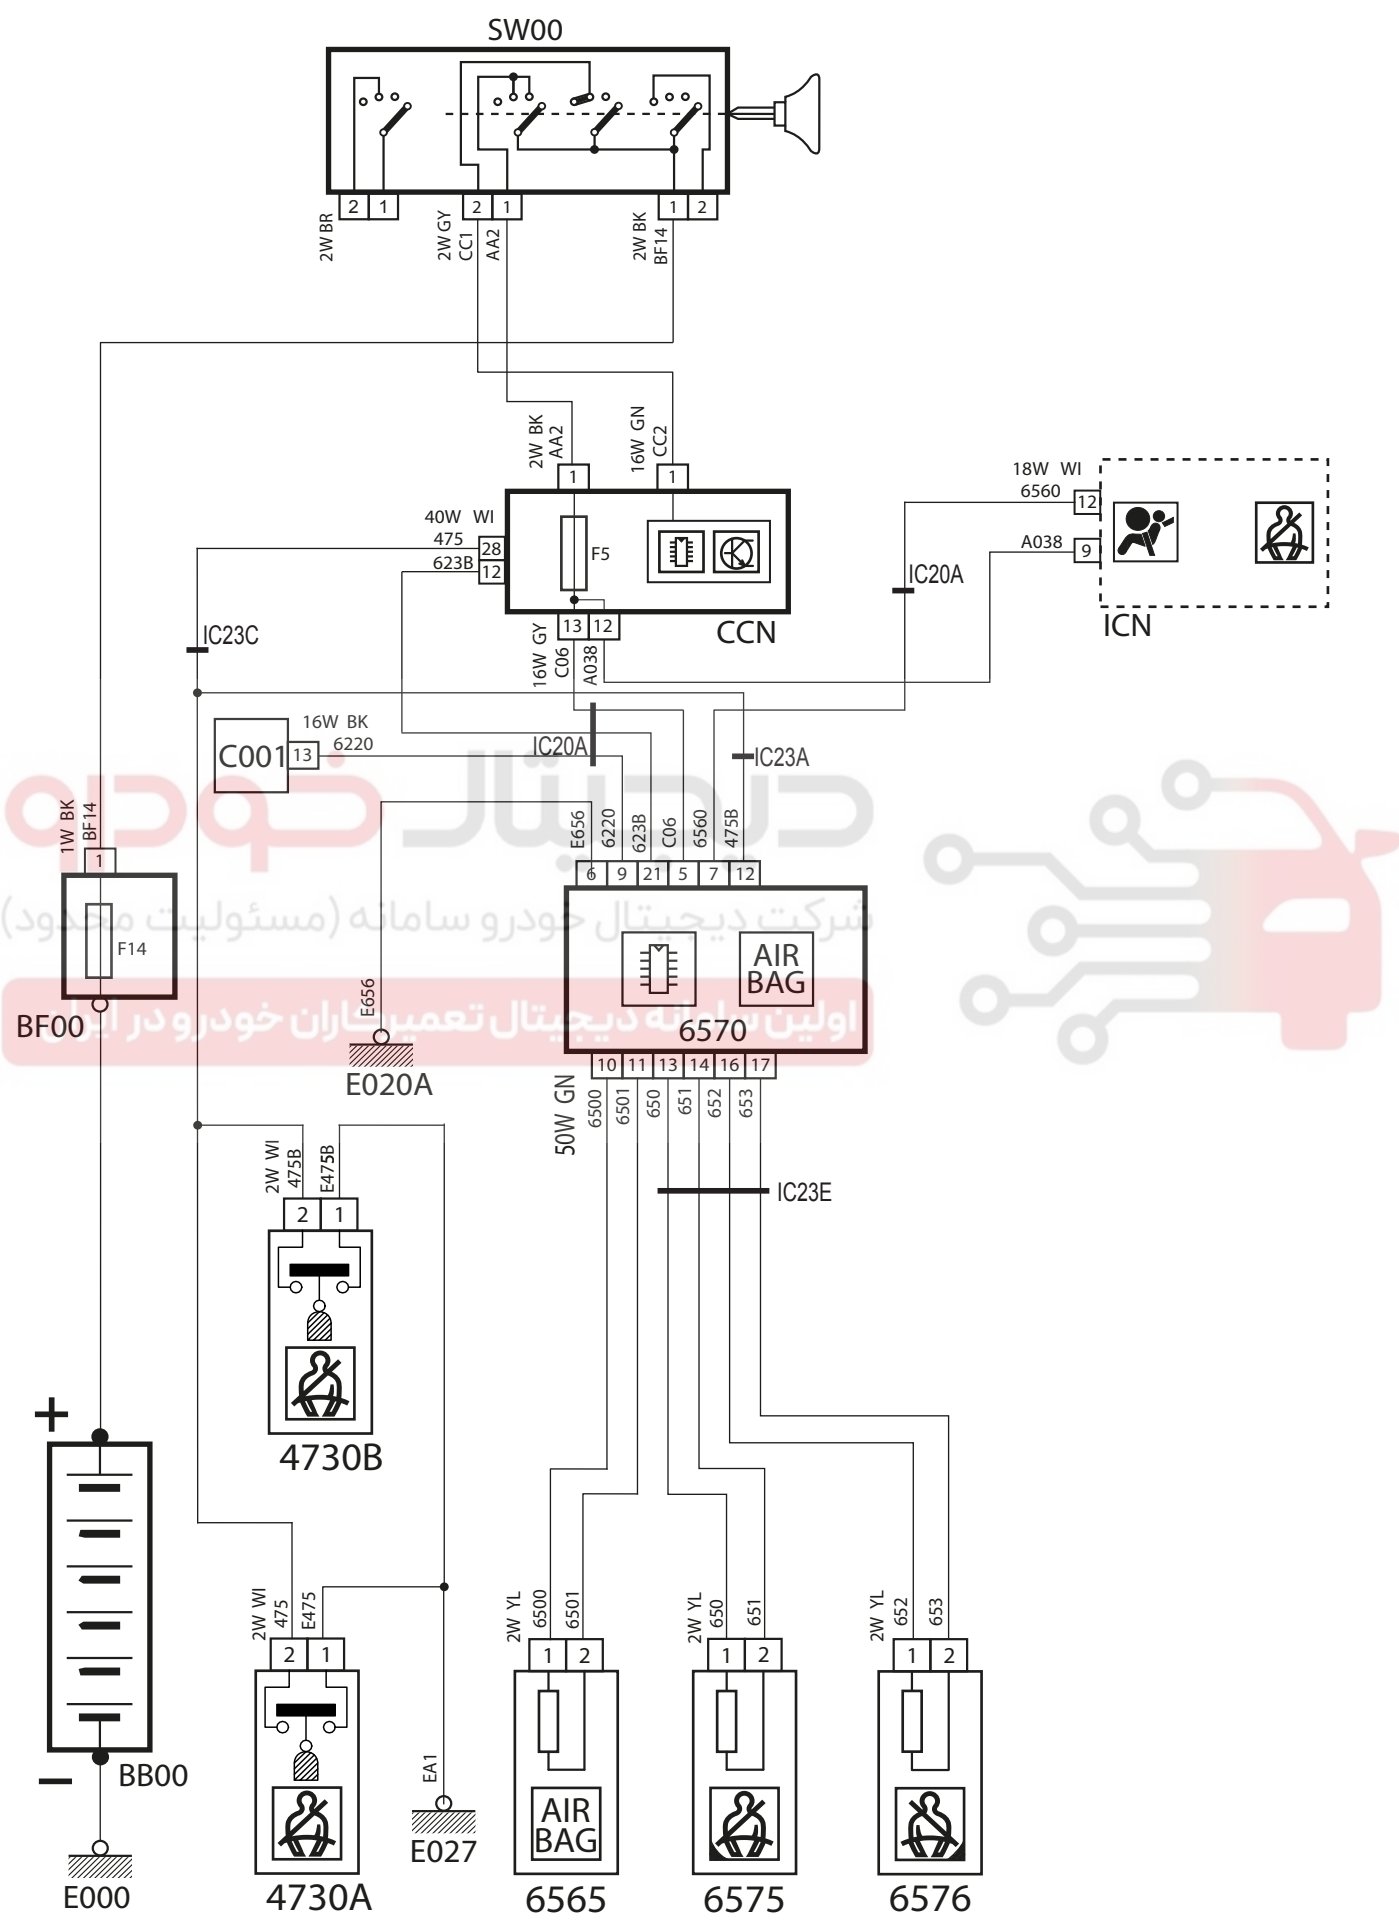 SW00
2 1
2 1
1 2
2W BR
2W GY
CC1
AA2
2W BK
BF14
2W BK
AA2
16W GN
CC2
1
1
40W WI
475
28
623B
12
F5
13 12
CCN
16W GY
C06
A038
18W WI
6560
12
A038
9
ICN
IC20A
IC23C
C001
13
16W BK
6220
IC20A
IC23A
دیجیتال خودرو
شرکت دیجیتال خودرو سامانه (مسئولیت محدود)
اولین سامانه دیجیتال تعمیرکاران خودرو در ایران
1W BK
BF14
1
F14
BF00
E656
6220
623B
C06
6560
475B
6 9 21 5 7 12
AIR
BAG
6570
E656
E020A
10 11 13 14 16 17
50W GN
6500
6501
650
651
652
653
IC23E
2W WI
475B
E475B
2 1
4730B
+
−
BB00
E000
2W WI
475
E475
2 1
4730A
EA1
E027
2W YL
6500
6501
1 2
AIR
BAG
6565
2W YL
650
651
1 2
6575
2W YL
652
653
1 2
6576